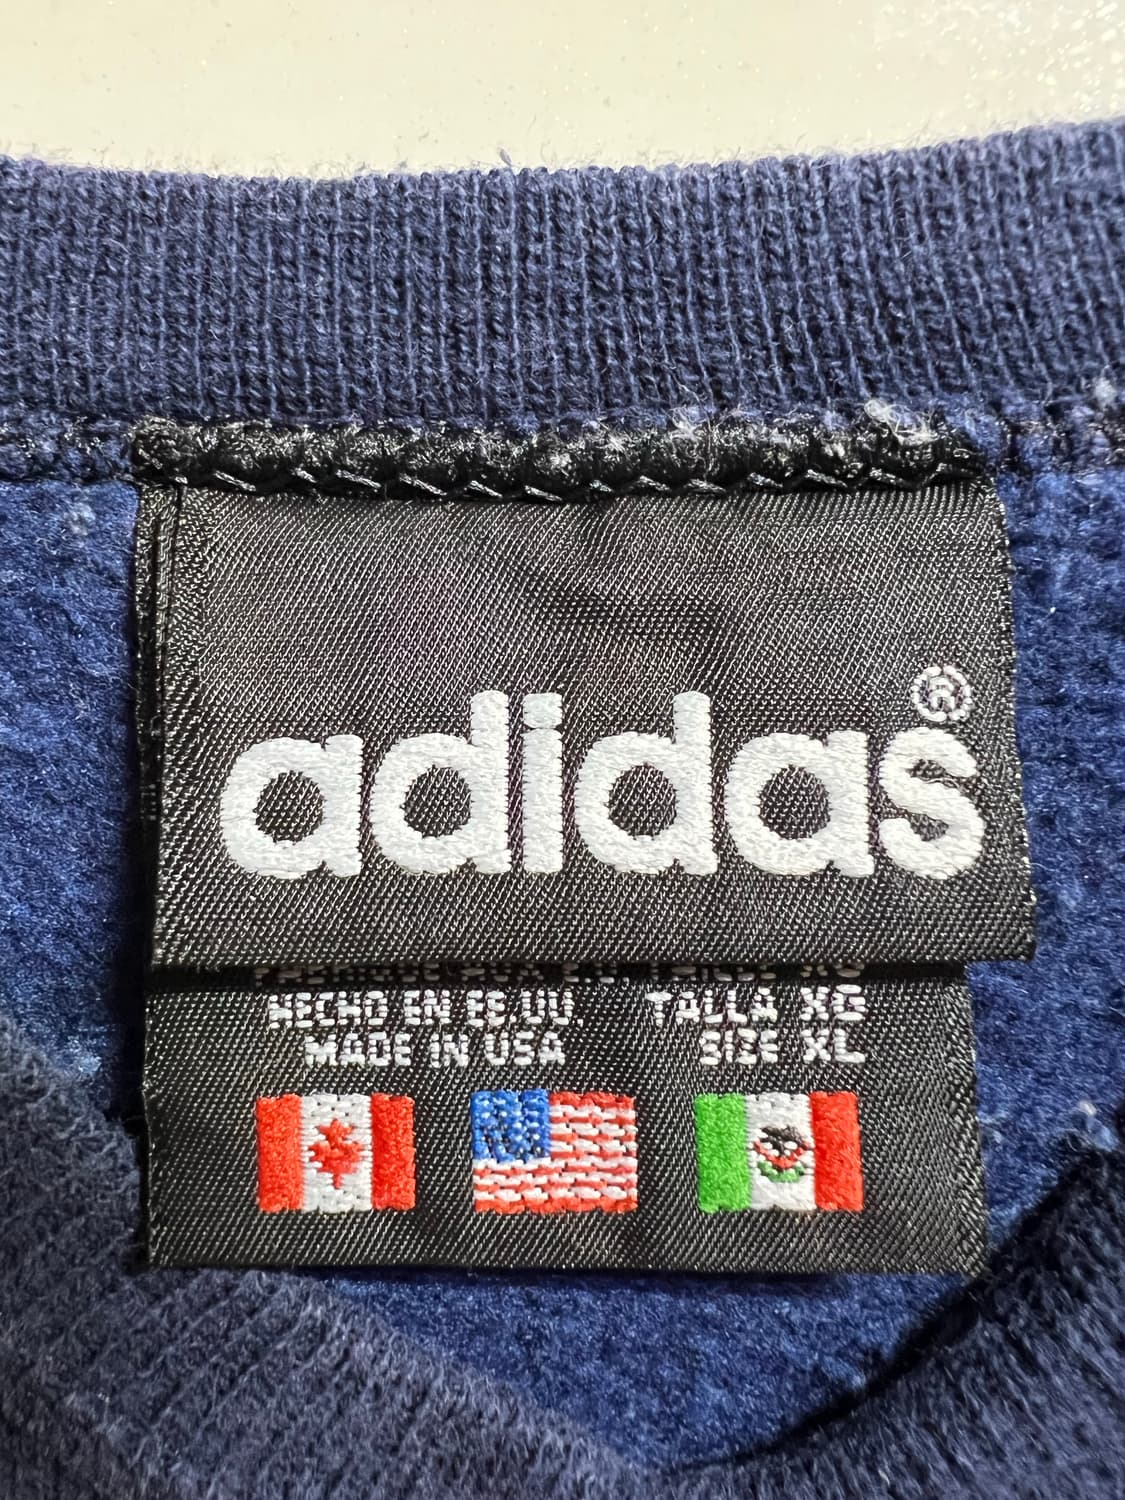 adidas®
HECHO EN EE.UU. TALLA XG
MADE IN USA SIZE XL